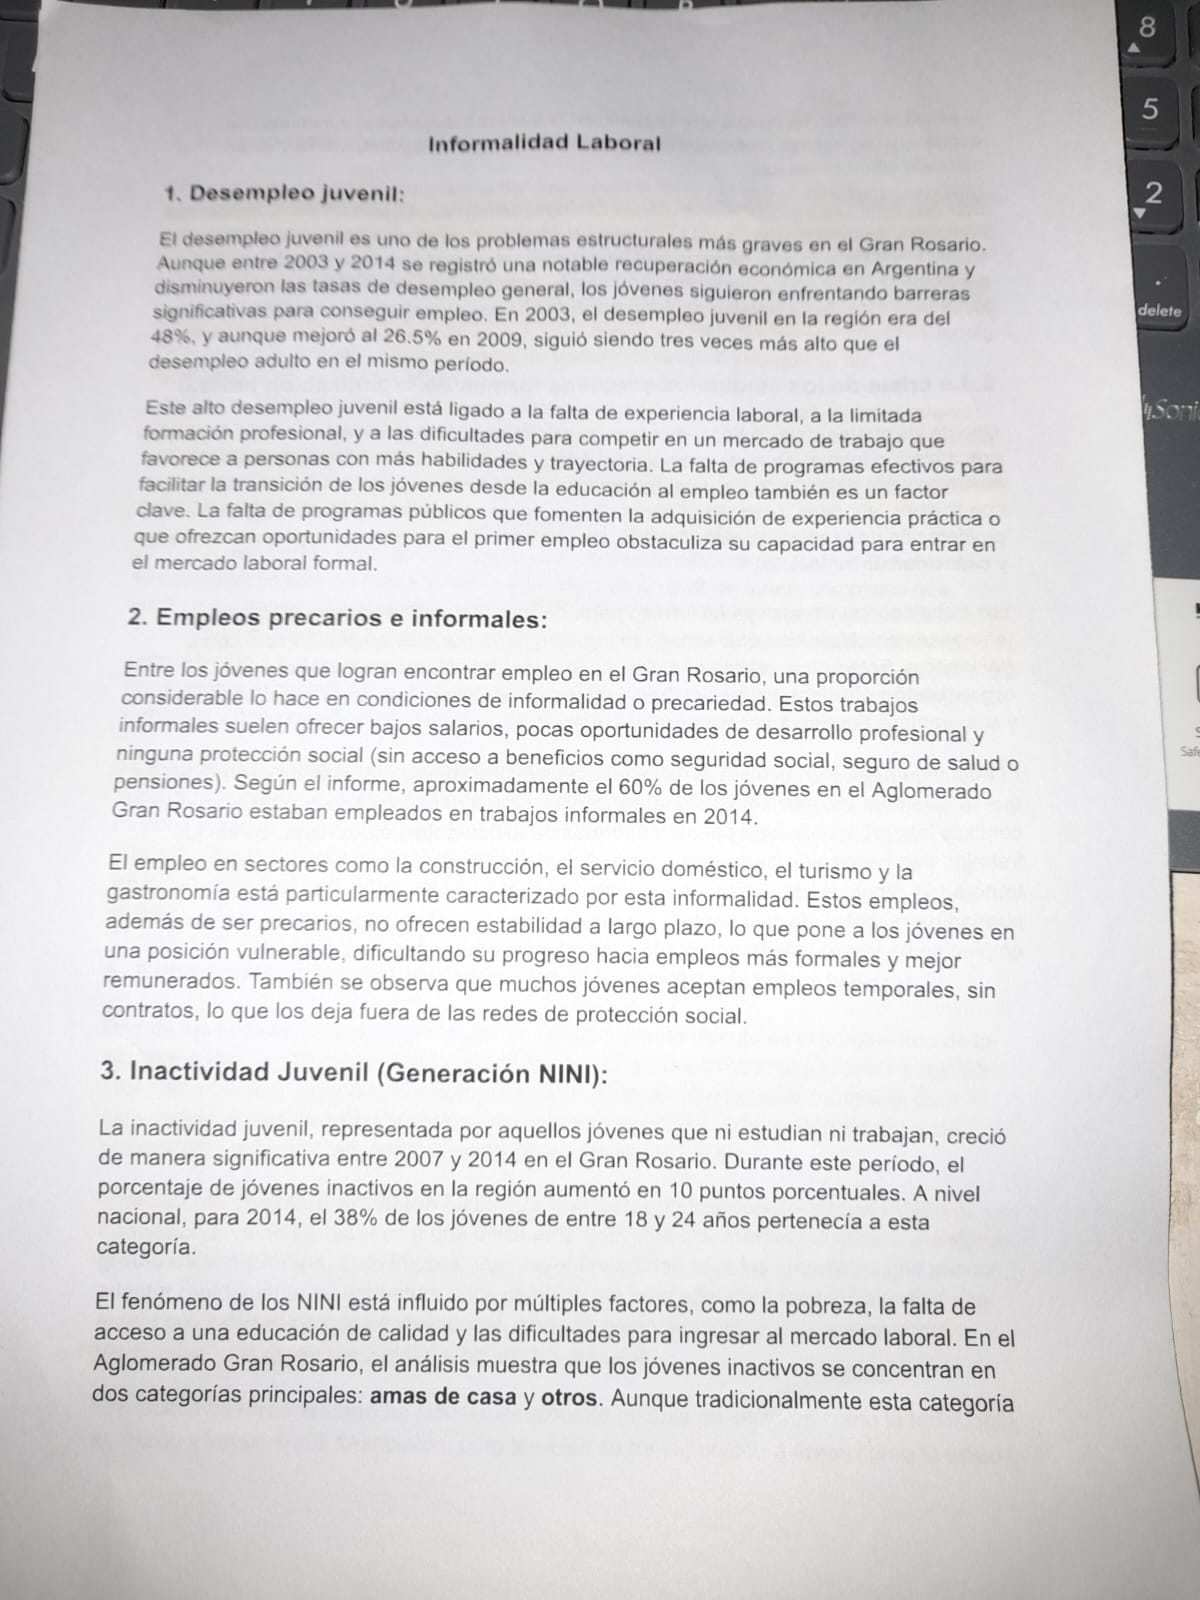 Informalidad Laboral
1. Desempleo juvenil:
El desempleo juvenil es uno de los problemas estructurales más graves en el Gran Rosario.
Aunque entre 2003 y 2014 se registró una notable recuperación económica en Argentina y
disminuyeron las tasas de desempleo general, los jóvenes siguieron enfrentando barreras
significativas para conseguir empleo. En 2003, el desempleo juvenil en la región era del
48%, y aunque mejoró al 26.5% en 2009, siguió siendo tres veces más alto que el
desempleo adulto en el mismo período.
Este alto desempleo juvenil está ligado a la falta de experiencia laboral, a la limitada
formación profesional, y a las dificultades para competir en un mercado de trabajo que
favorece a personas con más habilidades y trayectoria. La falta de programas efectivos para
facilitar la transición de los jóvenes desde la educación al empleo también es un factor
clave. La falta de programas públicos que fomenten la adquisición de experiencia práctica o
que ofrezcan oportunidades para el primer empleo obstaculiza su capacidad para entrar en
el mercado laboral formal.
2. Empleos precarios e informales:
Entre los jóvenes que logran encontrar empleo en el Gran Rosario, una proporción
considerable lo hace en condiciones de informalidad o precariedad. Estos trabajos
informales suelen ofrecer bajos salarios, pocas oportunidades de desarrollo profesional y
ninguna protección social (sin acceso a beneficios como seguridad social, seguro de salud o
pensiones). Según el informe, aproximadamente el 60% de los jóvenes en el Aglomerado
Gran Rosario estaban empleados en trabajos informales en 2014.
El empleo en sectores como la construcción, el servicio doméstico, el turismo y la
gastronomía está particularmente caracterizado por esta informalidad. Estos empleos,
además de ser precarios, no ofrecen estabilidad a largo plazo, lo que pone a los jóvenes en
una posición vulnerable, dificultando su progreso hacia empleos más formales y mejor
remunerados. También se observa que muchos jóvenes aceptan empleos temporales, sin
contratos, lo que los deja fuera de las redes de protección social.
3. Inactividad Juvenil (Generación NINI):
La inactividad juvenil, representada por aquellos jóvenes que ni estudian ni trabajan, creció
de manera significativa entre 2007 y 2014 en el Gran Rosario. Durante este período, el
porcentaje de jóvenes inactivos en la región aumentó en 10 puntos porcentuales. A nivel
nacional, para 2014, el 38% de los jóvenes de entre 18 y 24 años pertenecía a esta
categoría.
El fenómeno de los NINI está influido por múltiples factores, como la pobreza, la falta de
acceso a una educación de calidad y las dificultades para ingresar al mercado laboral. En el
Aglomerado Gran Rosario, el análisis muestra que los jóvenes inactivos se concentran en
dos categorías principales: amas de casa y otros. Aunque tradicionalmente esta categoría
8
5
2
.
delete